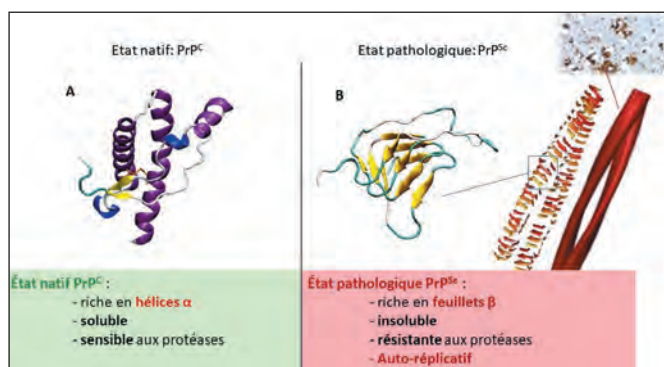 Etat natif: PrPᶜ
Etat pathologique: PrPˢᶜ
A
B
État natif PrPᶜ :
- riche en hélices α
- soluble
- sensible aux protéases
État pathologique PrPˢᶜ :
- riche en feuillets β
- insoluble
- résistante aux protéases
- Auto-réplicatif